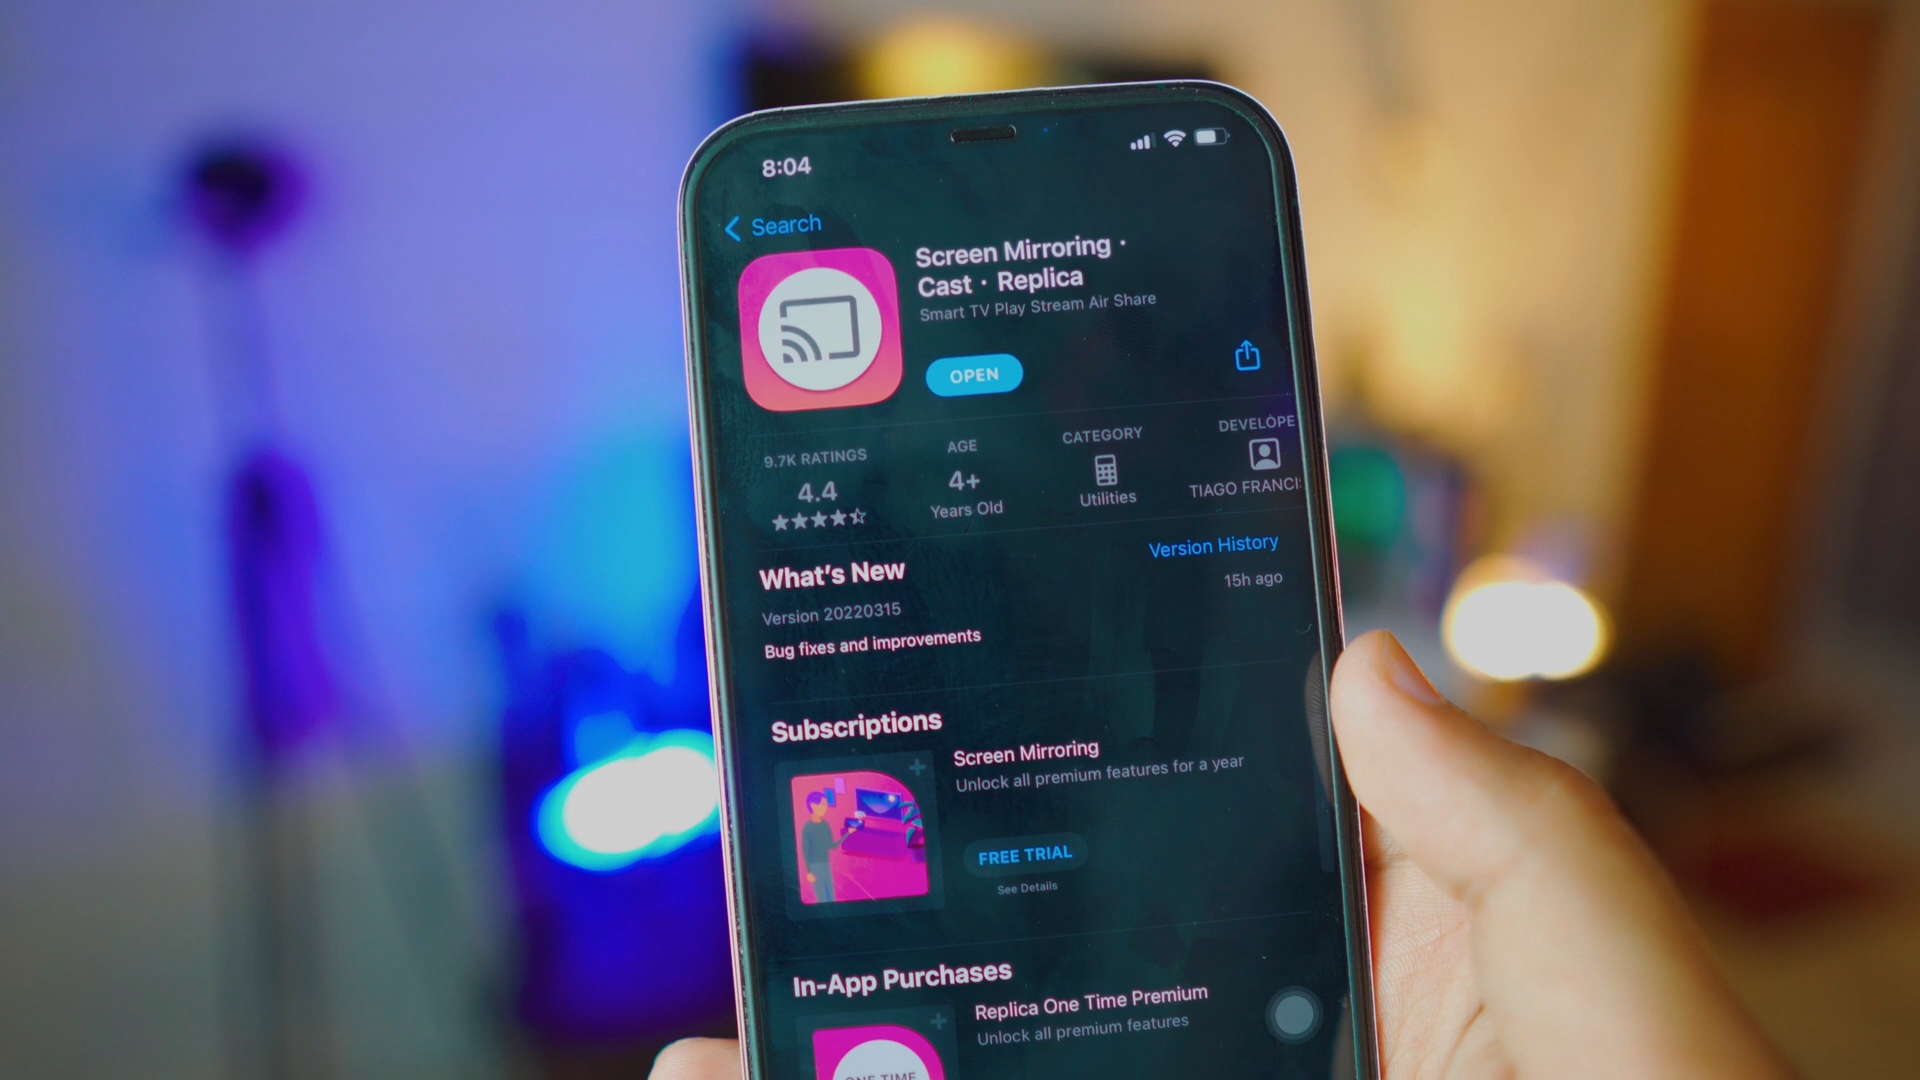 8:04
Search
Screen Mirroring ·
Cast · Replica
Smart TV Play Stream Air Share
OPEN
9.7K RATINGS
4.4
AGE
4+
Years Old
CATEGORY
Utilities
DEVELOPE
TIAGO FRANCI
What's New
Version History
Version 20220315
15h ago
Bug fixes and improvements
Subscriptions
Screen Mirroring
Unlock all premium features for a year
FREE TRIAL
See Details
In-App Purchases
Replica One Time Premium
Unlock all premium features
ONE TIME